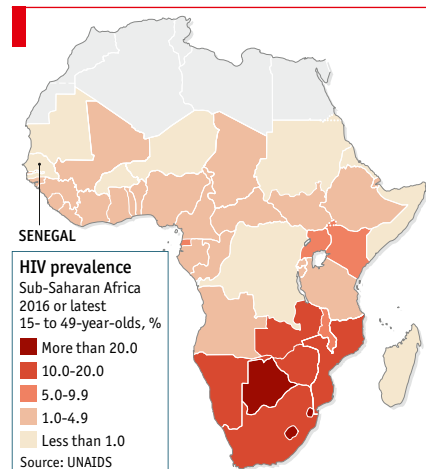 SENEGAL
HIV prevalence
Sub-Saharan Africa
2016 or latest
15- to 49-year-olds, %
More than 20.0
10.0-20.0
5.0-9.9
1.0-4.9
Less than 1.0
Source: UNAIDS